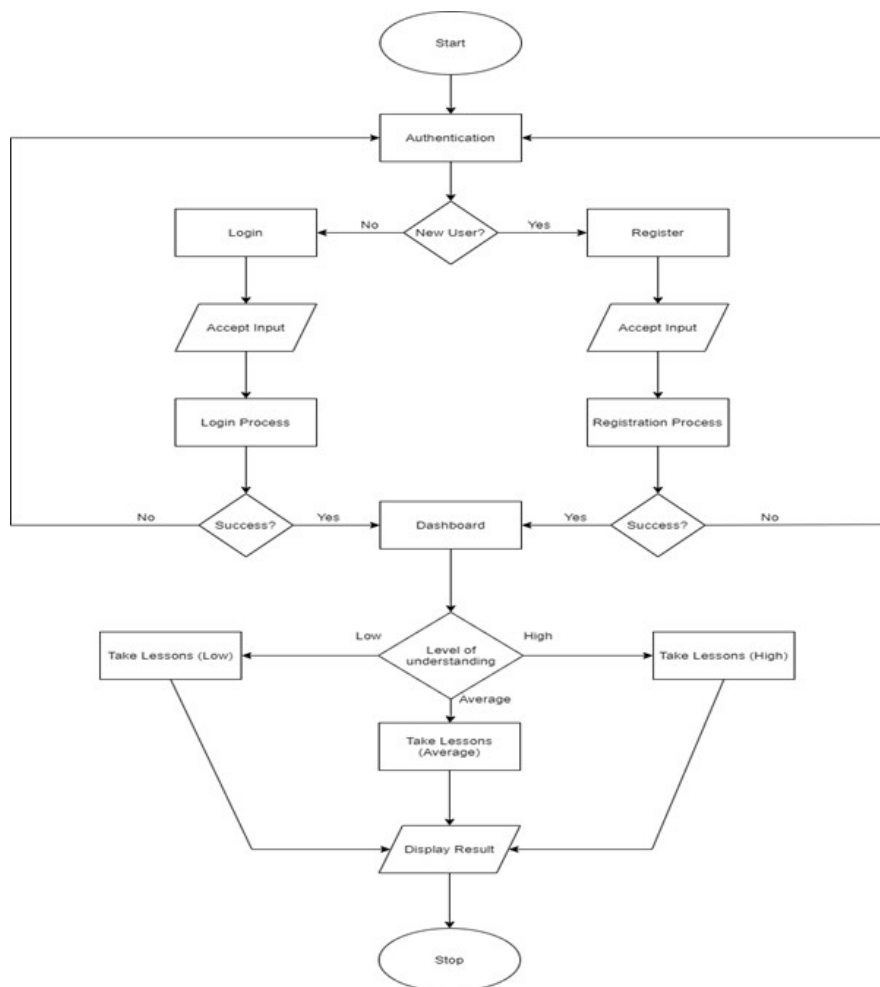 Start
Authentication
No
Yes
Login
New User?
Register
Accept Input
Accept Input
Login Process
Registration Process
No
Success?
Yes
Dashboard
Yes
Success?
No
Low
High
Take Lessons (Low)
Level of
understanding
Take Lessons (High)
Average
Take Lessons
(Average)
Display Result
Stop